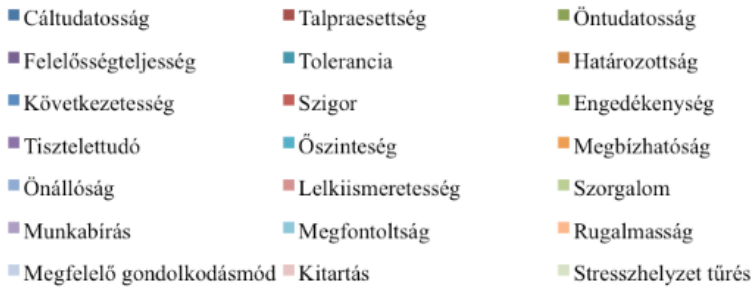 Cáltudatosság Talpraesettség Öntudatosság
Felelősségteljesség Tolerancia Határozottság
Következetesség Szigor Engedékenység
Tisztelettudó Őszinteség Megbízhatóság
Önállóság Lelkiismeretesség Szorgalom
Munkabírás Megfontoltság Rugalmasság
Megfelelő gondolkodásmód Kitartás Stresszhelyzet tűrés